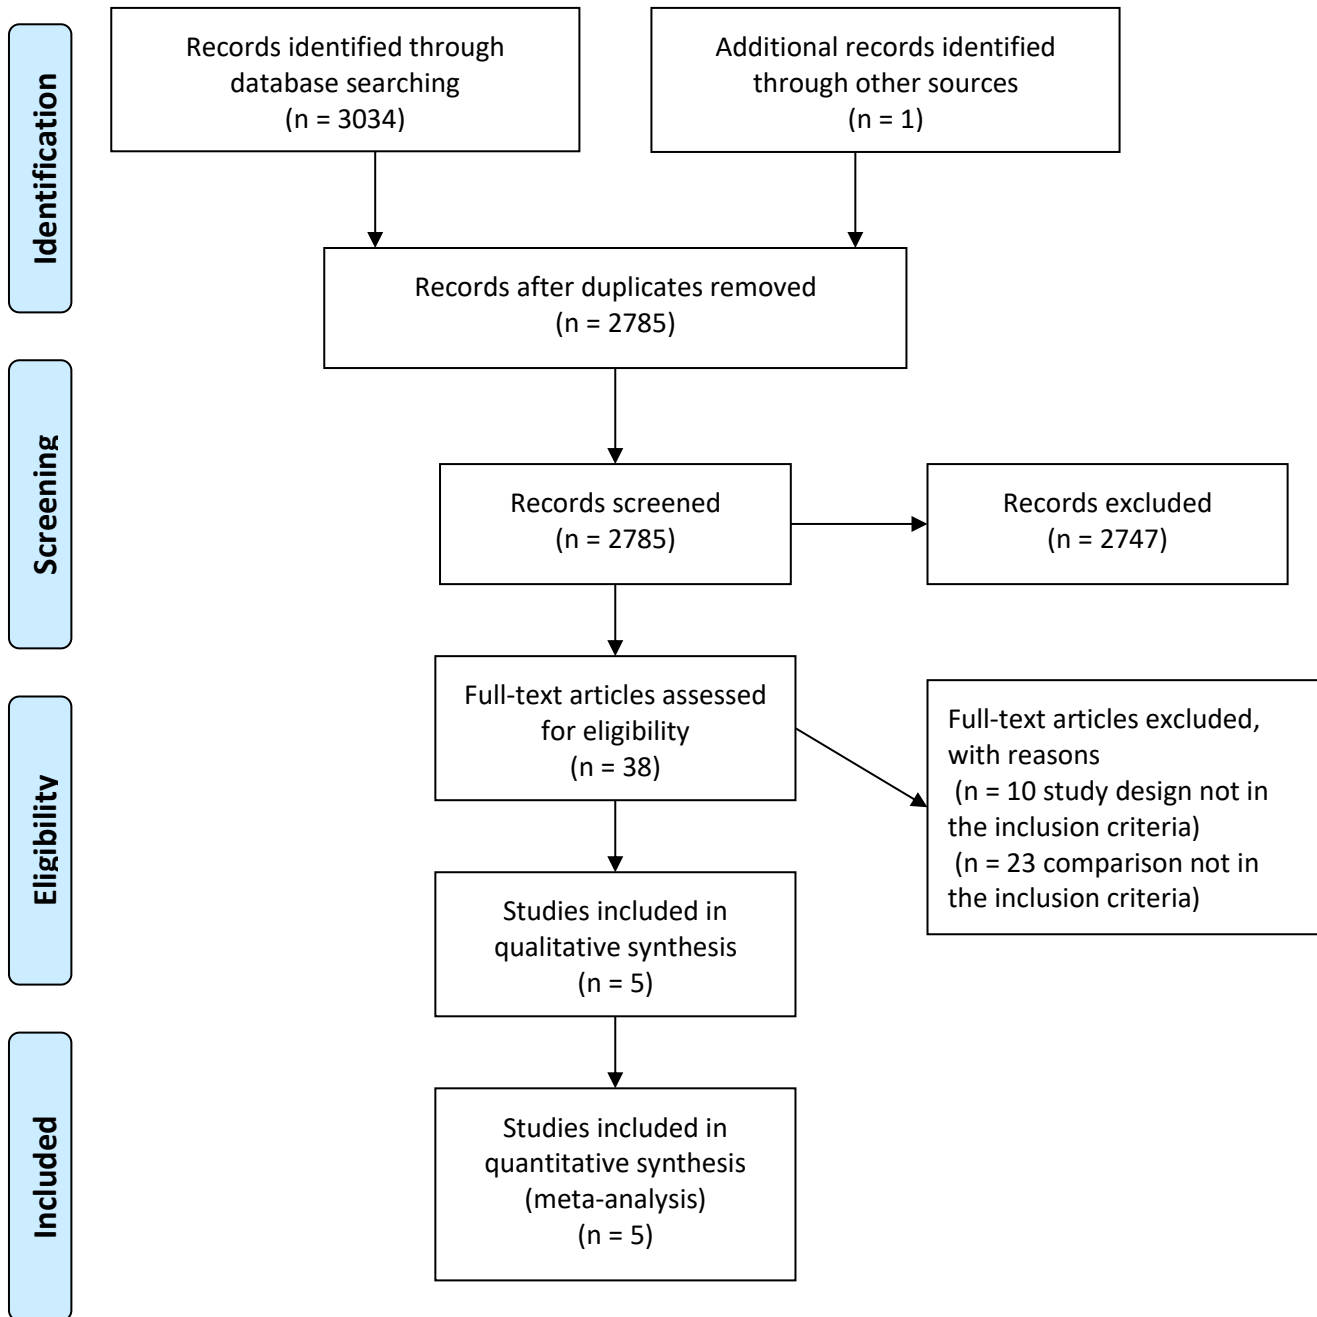 Identification
Records identified through
database searching
(n = 3034)
Additional records identified
through other sources
(n = 1)
Records after duplicates removed
(n = 2785)
Screening
Records screened
(n = 2785)
Records excluded
(n = 2747)
Eligibility
Full-text articles assessed
for eligibility
(n = 38)
Full-text articles excluded,
with reasons
(n = 10 study design not in
the inclusion criteria)
(n = 23 comparison not in
the inclusion criteria)
Studies included in
qualitative synthesis
(n = 5)
Included
Studies included in
quantitative synthesis
(meta-analysis)
(n = 5)